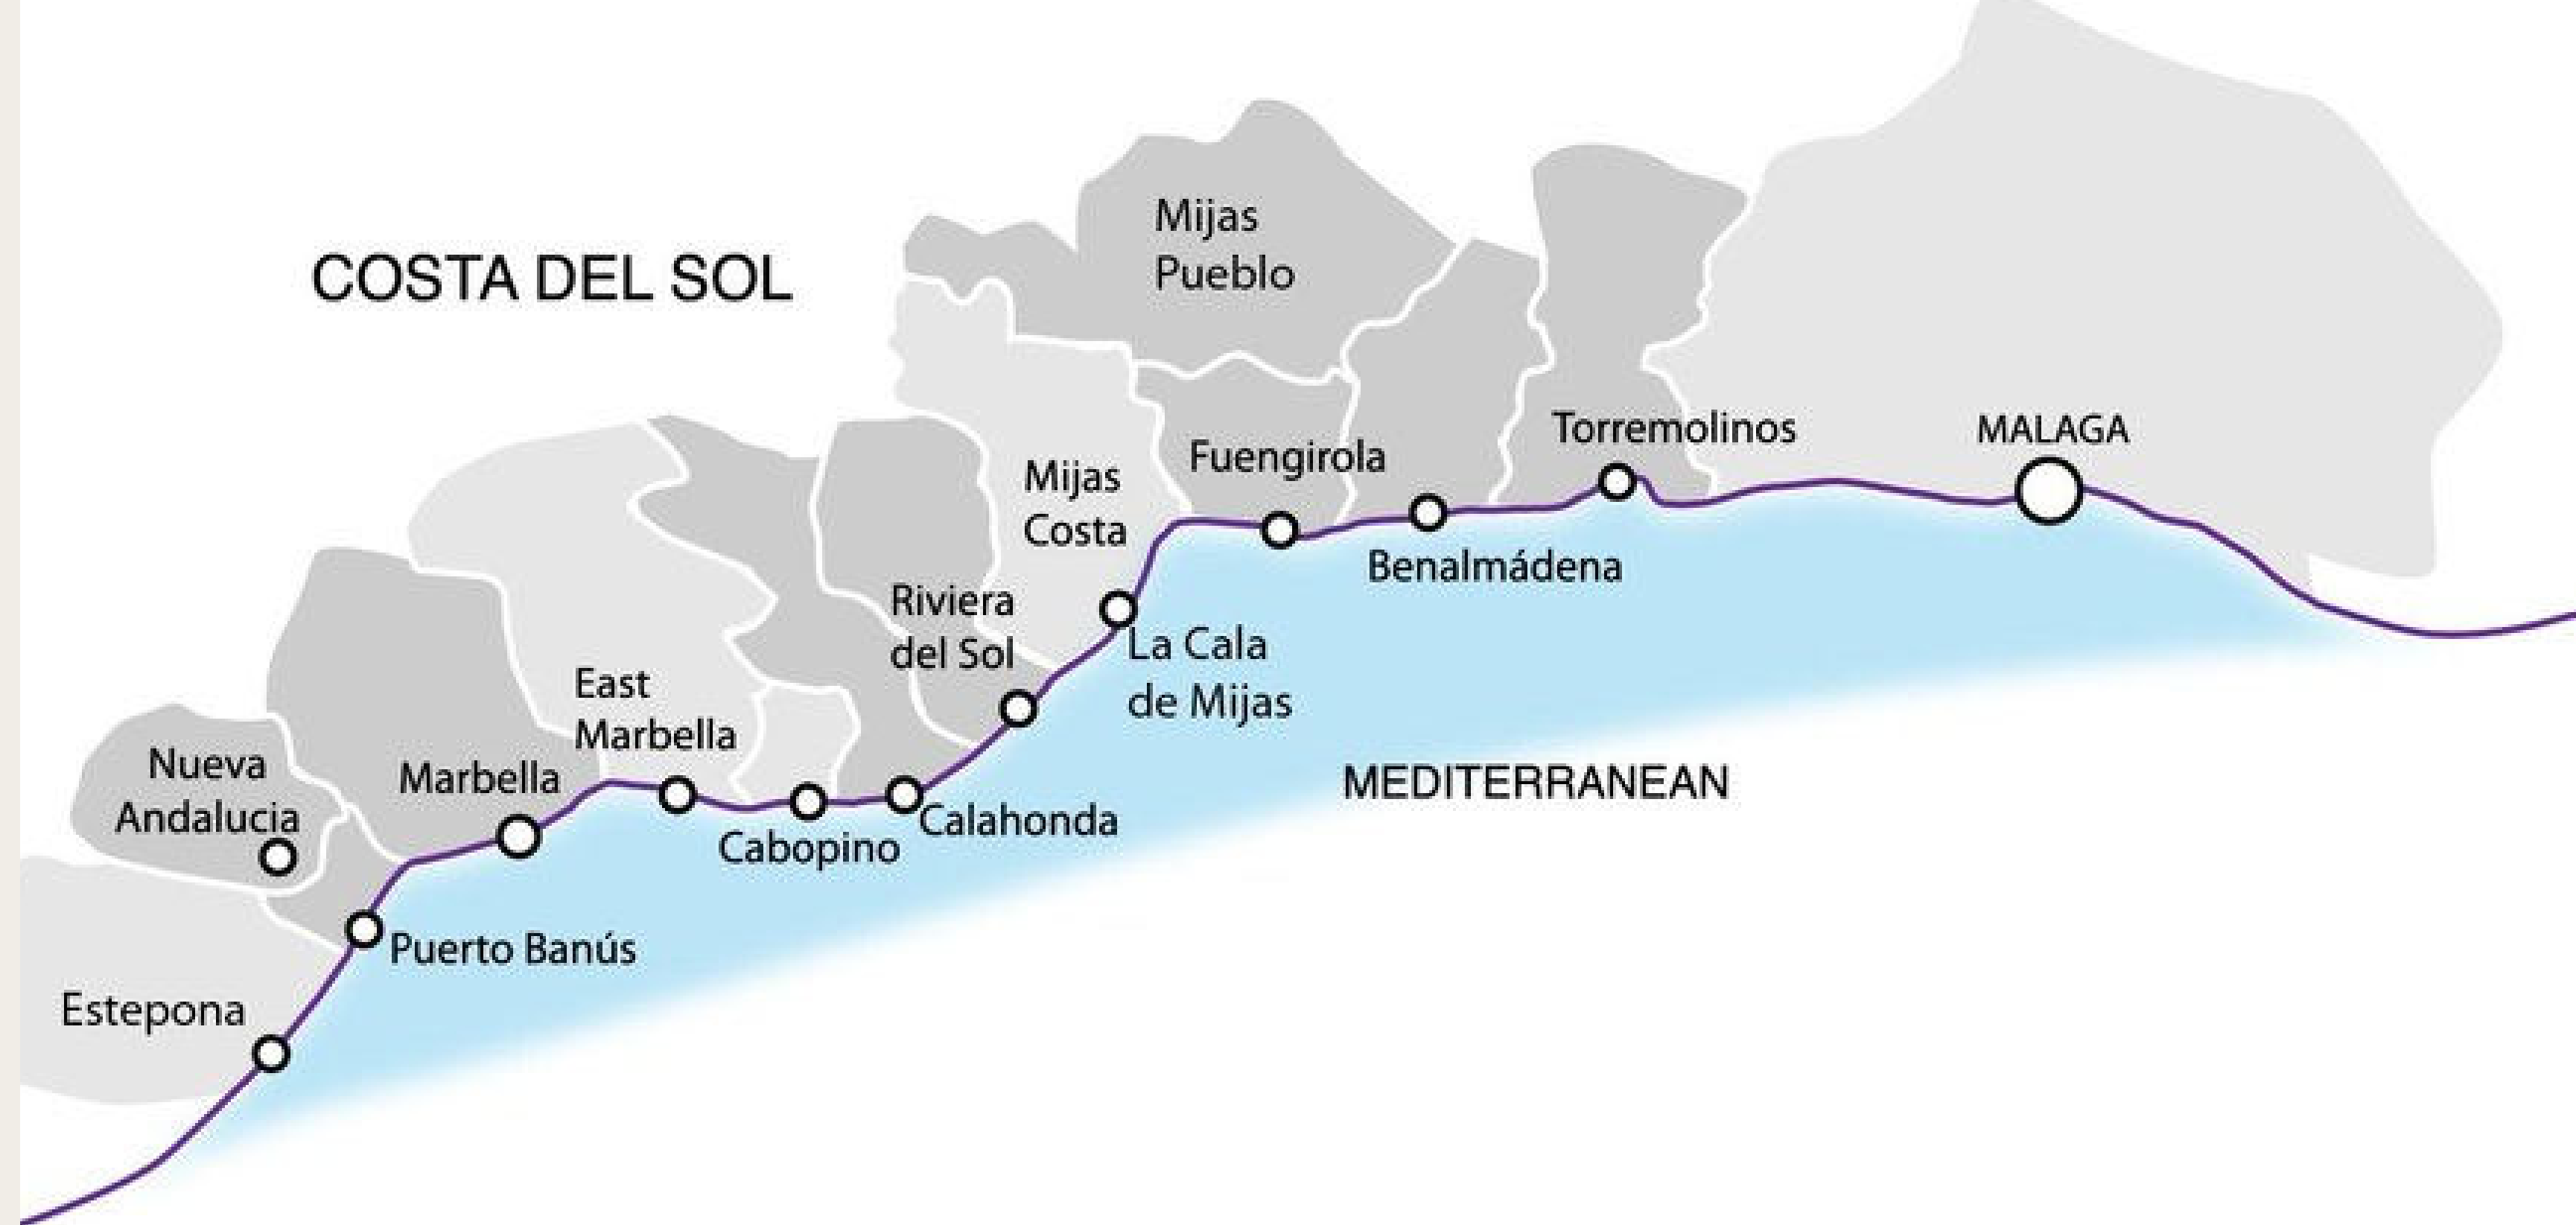 Mijas
Pueblo
COSTA DEL SOL
Torremolinos
MALAGA
Fuengirola
Mijas
Costa
Benalmádena
Riviera
del Sol
La Cala
de Mijas
East
Marbella
Nueva
Andalucia
Marbella
MEDITERRANEAN
Calahonda
Cabopino
Puerto Banús
Estepona